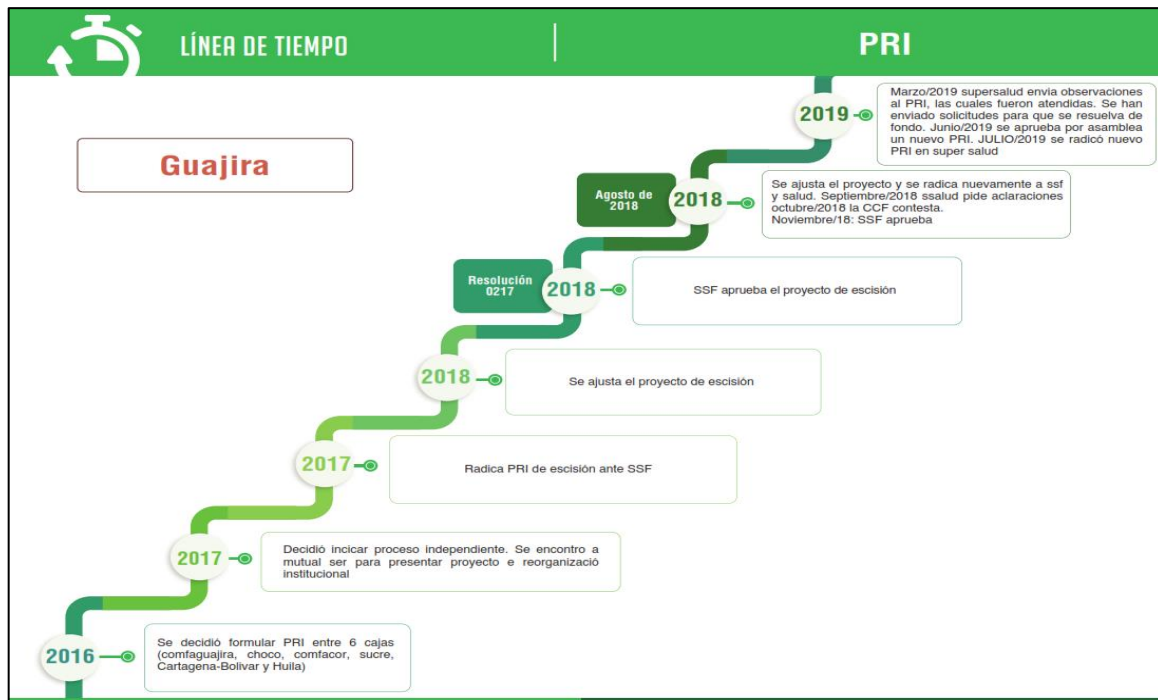 LÍNEA DE TIEMPO
PRI
Guajira
2019
Marzo/2019 supersalud envia observaciones
al PRI, las cuales fueron atendidas. Se han
enviado solicitudes para que se resuelva de
fondo. Junio/2019 se aprueba por asamblea
un nuevo PRI. JULIO/2019 se radicó nuevo
PRI en super salud
Agosto de
2018
2018
Se ajusta el proyecto y se radica nuevamente a ssf
y salud. Septiembre/2018 ssalud pide aclaraciones
octubre/2018 la CCF contesta.
Noviembre/18: SSF aprueba
Resolución
0217
2018
SSF aprueba el proyecto de escisión
2018
Se ajusta el proyecto de escisión
2017
Radica PRI de escisión ante SSF
2017
Decidió incicar proceso independiente. Se encontro a
mutual ser para presentar proyecto e reorganizació
institucional
2016
Se decidió formular PRI entre 6 cajas
(comfaguajira, choco, comfacor, sucre,
Cartagena-Bolivar y Huila)